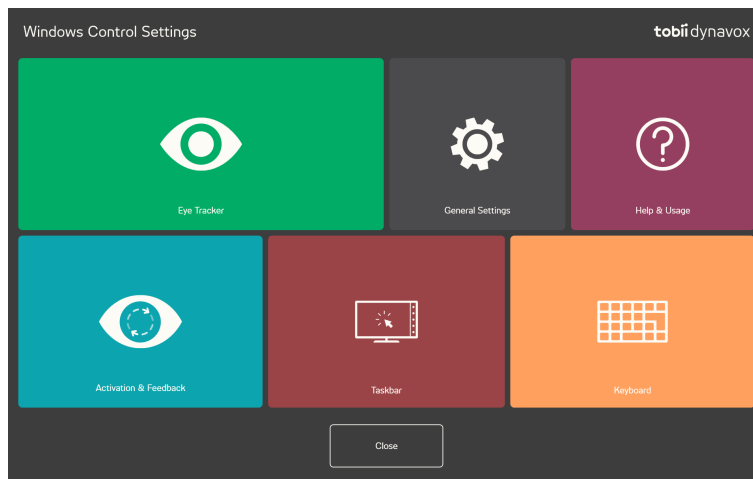 Windows Control Settings
tobii dynavox
Eye Tracker
General Settings
Help & Usage
Activation & Feedback
Taskbar
Keyboard
Close